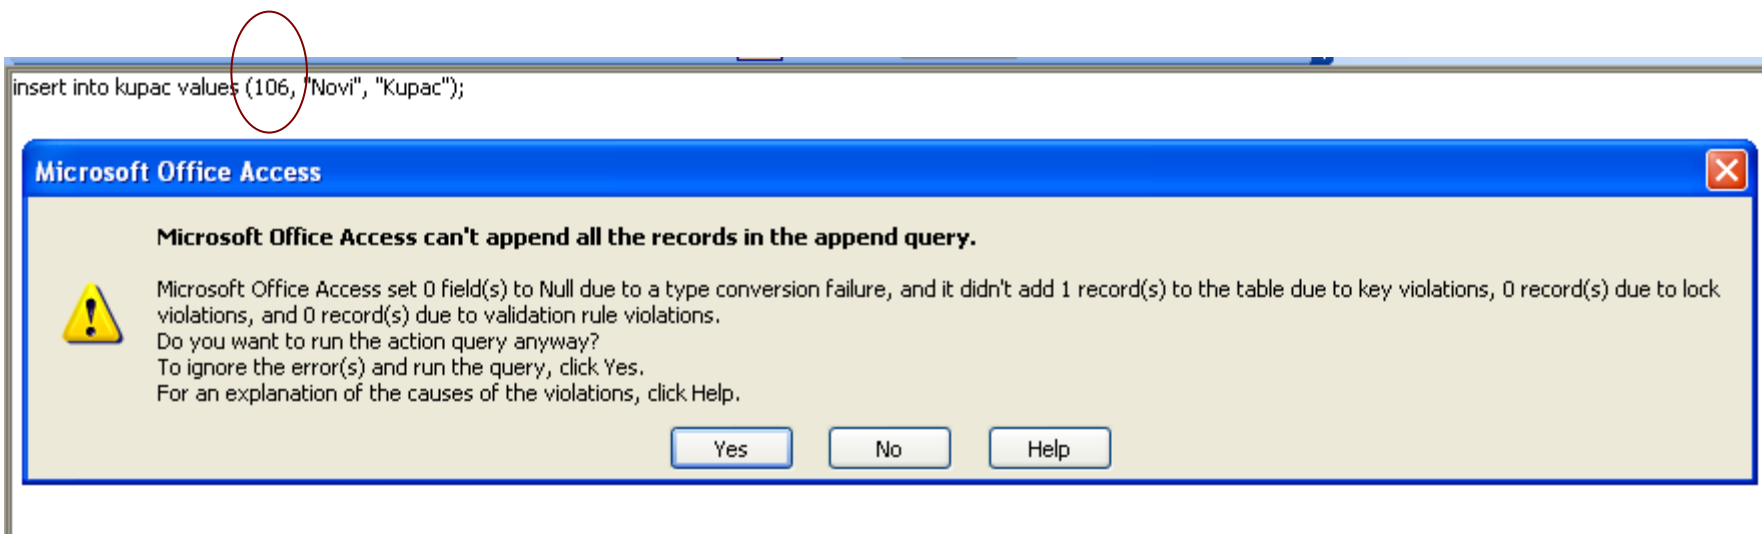 insert into kupac values (106, "Novi", "Kupac");
Microsoft Office Access
Microsoft Office Access can't append all the records in the append query.
Microsoft Office Access set 0 field(s) to Null due to a type conversion failure, and it didn't add 1 record(s) to the table due to key violations, 0 record(s) due to lock
violations, and 0 record(s) due to validation rule violations.
Do you want to run the action query anyway?
To ignore the error(s) and run the query, click Yes.
For an explanation of the causes of the violations, click Help.
Yes No Help